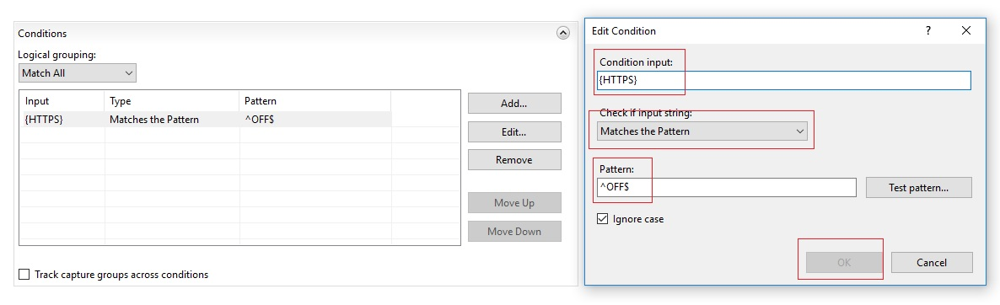 Conditions
Logical grouping:
Match All
Input Type Pattern
{HTTPS} Matches the Pattern ^OFF$
Add...
Edit...
Remove
Move Up
Move Down
Track capture groups across conditions
Edit Condition ? ✕
Condition input:
{HTTPS}
Check if input string:
Matches the Pattern
Pattern:
^OFF$ Test pattern...
Ignore case
OK Cancel